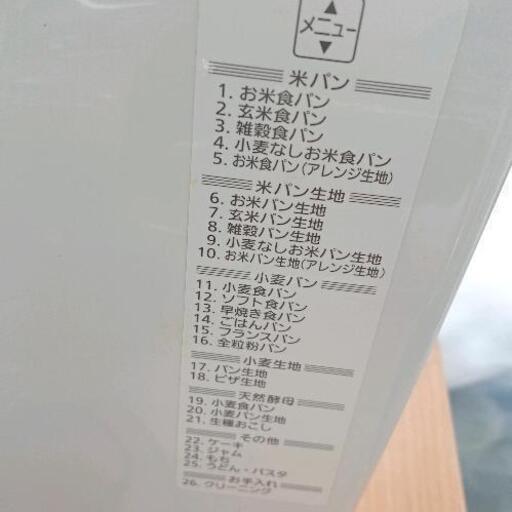 メニュー
米パン
1. お米食パン
2. 玄米食パン
3. 雑穀食パン
4. 小麦なしお米食パン
5. お米食パン(アレンジ生地)
米パン生地
6. お米パン生地
7. 玄米パン生地
8. 雑穀パン生地
9. 小麦なしお米パン生地
10. お米パン生地(アレンジ生地)
小麦パン
11. 小麦食パン
12. ソフト食パン
13. 早焼き食パン
14. ごはんパン
15. フランスパン
16. 全粒粉パン
小麦生地
17. パン生地
18. ピザ生地
天然酵母
19. 小麦食パン
20. 小麦パン生地
21. 生種おこし
その他
22. ケーキ
23. ジャム
24. もち
25. うどん・パスタ
お手入れ
26. クリーニング